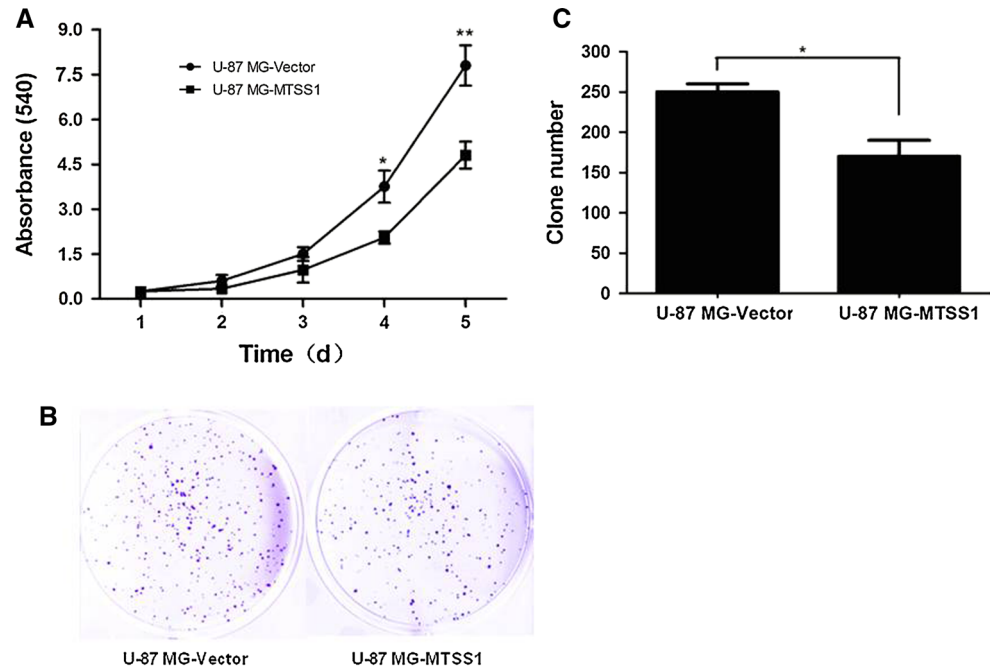 A
Absorbance (540)
9.0
7.5
6.0
4.5
3.0
1.5
0.0
U-87 MG-Vector
U-87 MG-MTSS1
*
**
1 2 3 4 5
Time（d）
C
Clone number
300
250
200
150
100
50
0
*
U-87 MG-Vector U-87 MG-MTSS1
B
U-87 MG-Vector U-87 MG-MTSS1